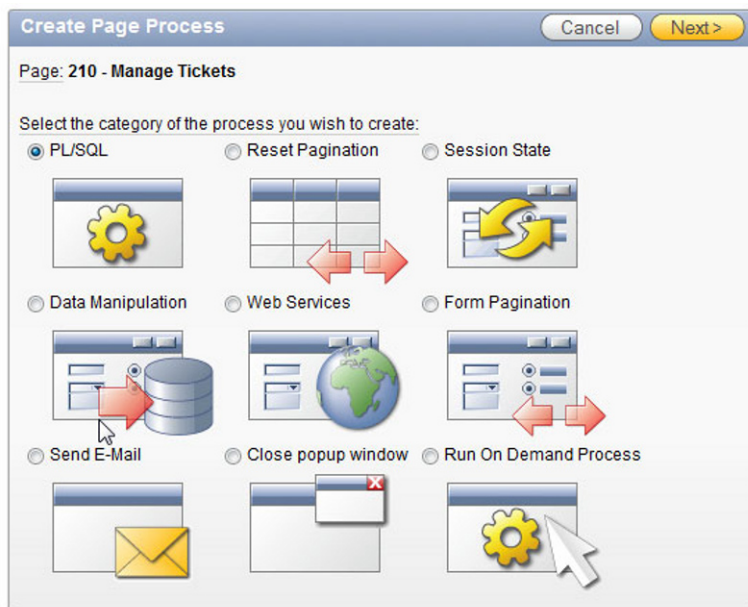 Create Page Process
Cancel
Next >
Page: 210 - Manage Tickets
Select the category of the process you wish to create:
PL/SQL
Reset Pagination
Session State
Data Manipulation
Web Services
Form Pagination
Send E-Mail
Close popup window
Run On Demand Process